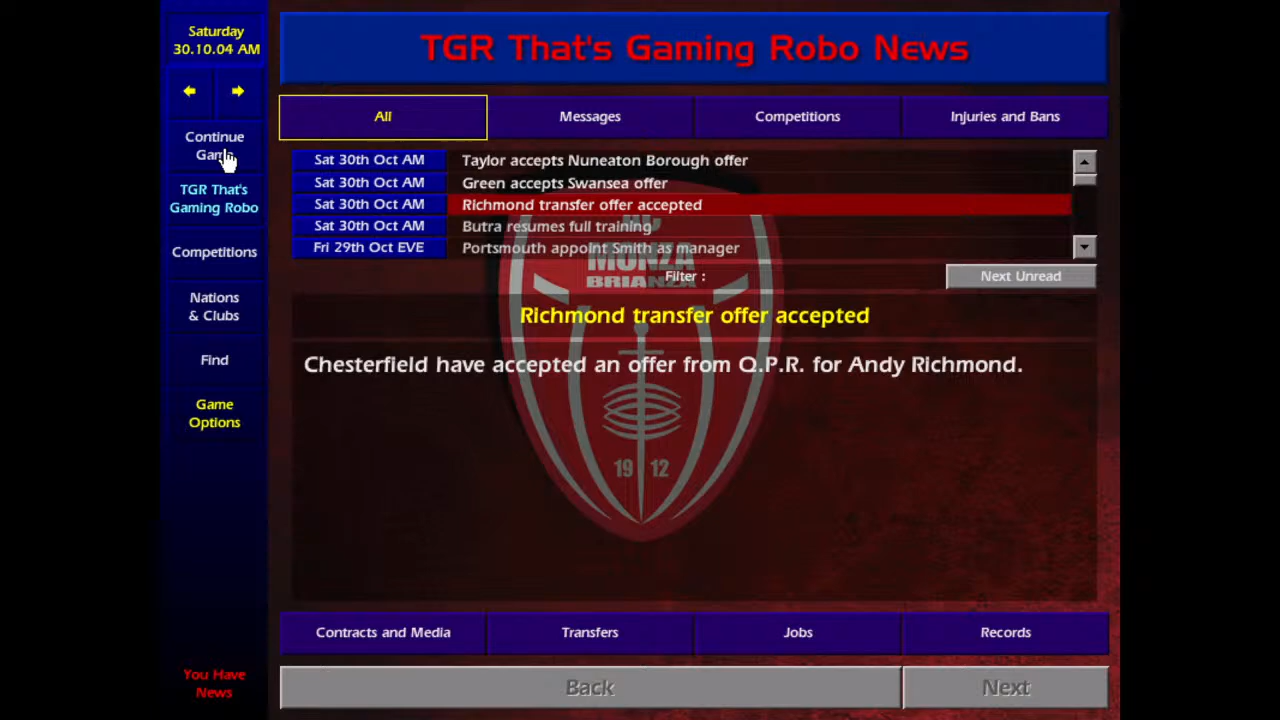 Saturday
30.10.04 AM
Continue
Game
TGR That's
Gaming Robo
Competitions
Nations
& Clubs
Find
Game
Options
You Have
News
TGR That's Gaming Robo News
All Messages Competitions Injuries and Bans
Sat 30th Oct AM Taylor accepts Nuneaton Borough offer
Sat 30th Oct AM Green accepts Swansea offer
Sat 30th Oct AM Richmond transfer offer accepted
Sat 30th Oct AM Butra resumes full training
Fri 29th Oct EVE Portsmouth appoint Smith as manager
MONZA
BRIANZA
Filter :
Next Unread
Richmond transfer offer accepted
Chesterfield have accepted an offer from Q.P.R. for Andy Richmond.
19 12
Contracts and Media Transfers Jobs Records
Back Next